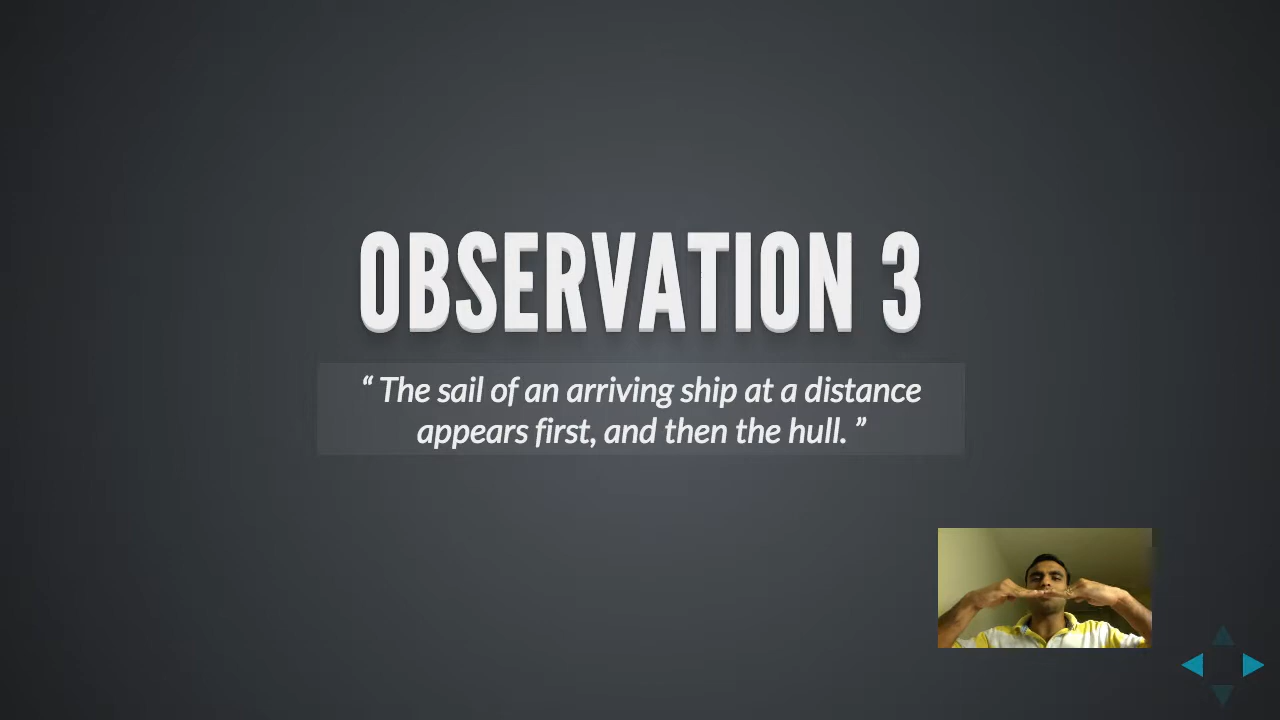 OBSERVATION 3
“ The sail of an arriving ship at a distance
appears first, and then the hull. ”